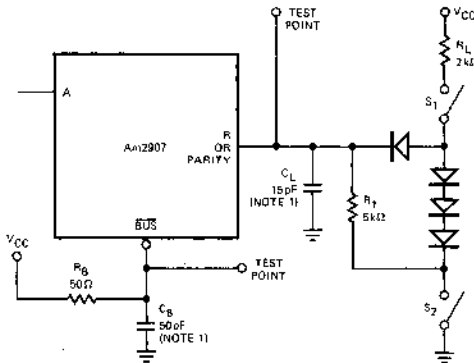 TEST
POINT
VCC
RL
2kΩ
S1
A
R
OR
PARITY
Am2907
CL
15pF
(NOTE 1)
R1
5kΩ
BUS
VCC
RB
50Ω
TEST
POINT
CB
50pF
(NOTE 1)
S2